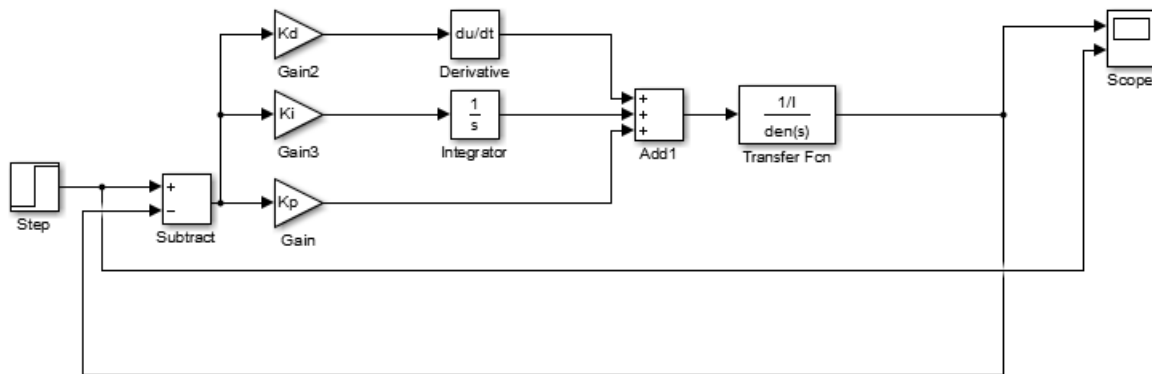 Kd
Gain2
du/dt
Derivative
Scope
Ki
Gain3
1
s
Integrator
+
+
+
Add1
1/I
den(s)
Transfer Fcn
Step
+
−
Subtract
Kp
Gain